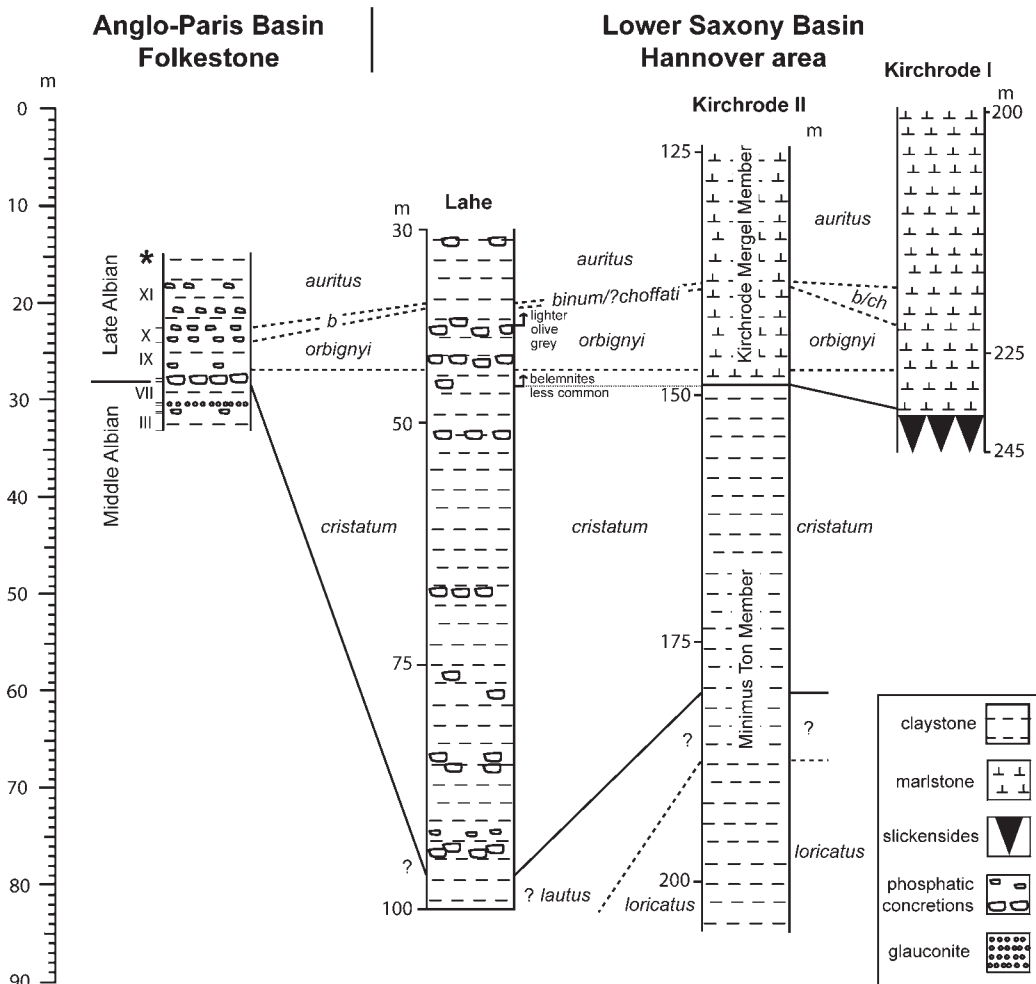 Anglo-Paris Basin
Folkestone
Lower Saxony Basin
Hannover area
m
0
10
20
30
40
50
60
70
80
90
Late Albian
Middle Albian
*
XI
X
IX
VII
III
auritus
b
orbignyi
cristatum
?
Lahe
m
30
50
75
100
lighter
olive
grey
belemnites
less common
auritus
binum/?choffati
orbignyi
cristatum
?
? lautus
loricatus
Kirchrode II
m
125
150
175
200
Kirchrode Mergel Member
Minimus Ton Member
auritus
b/ch
orbignyi
cristatum
?
loricatus
Kirchrode I
m
200
225
245
claystone
marlstone
slickensides
phosphatic
concretions
glauconite